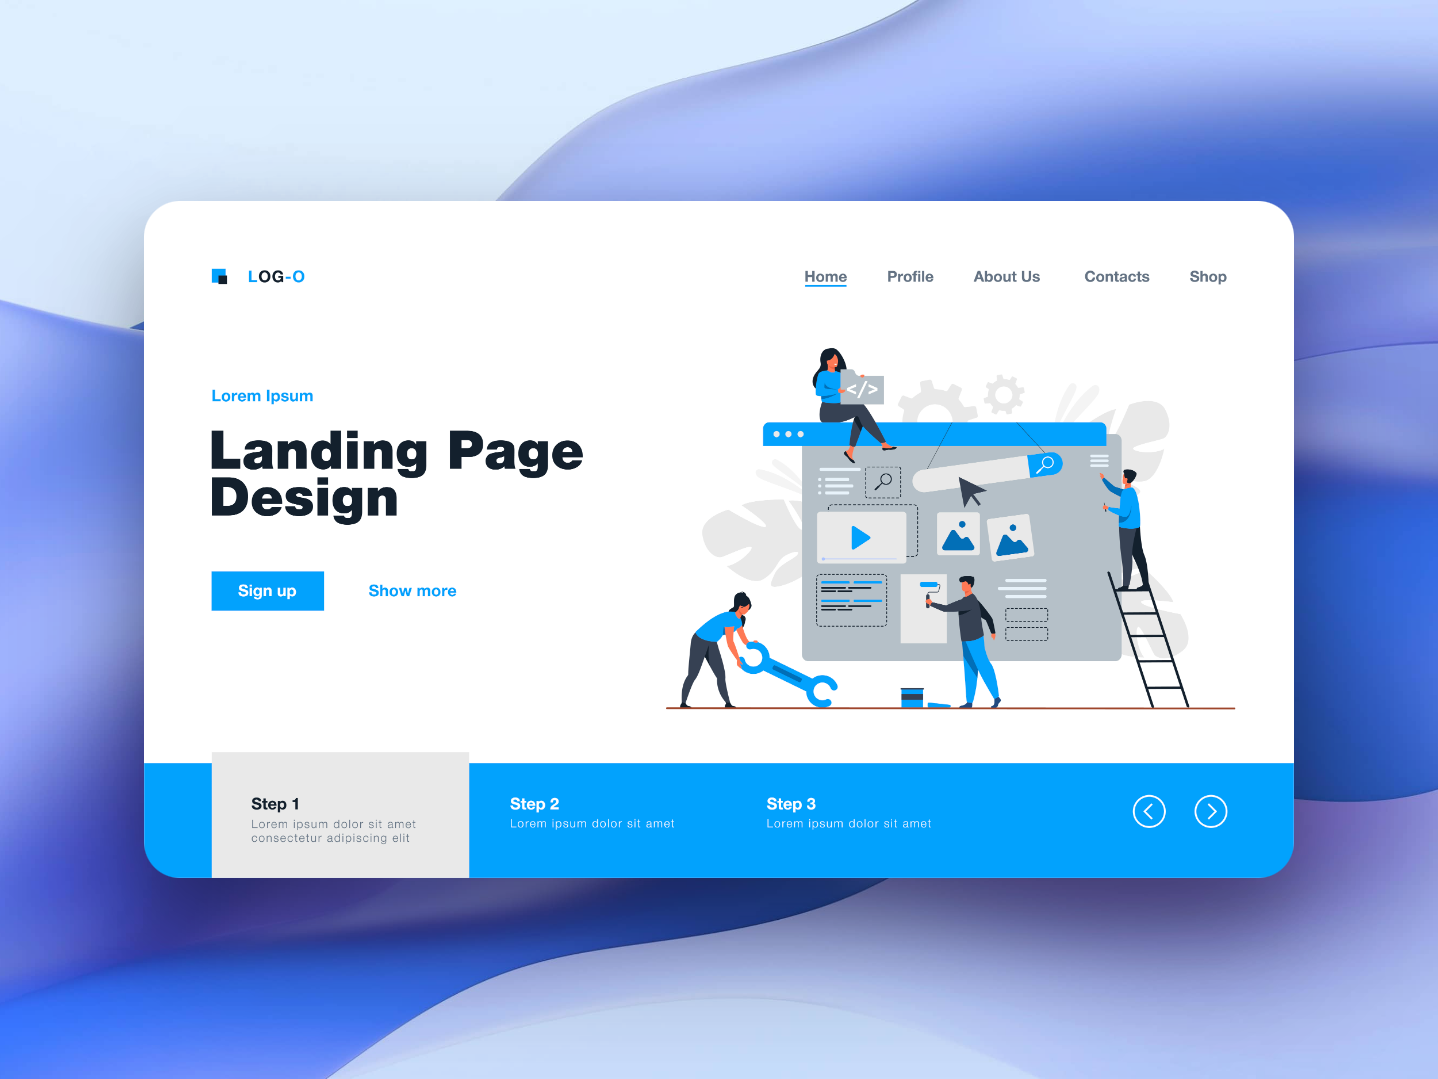 LOG-O
Home Profile About Us Contacts Shop
Lorem Ipsum
Landing Page
Design
Sign up Show more
</>
Step 1
Lorem ipsum dolor sit amet
consectetur adipiscing elit
Step 2
Lorem ipsum dolor sit amet
Step 3
Lorem ipsum dolor sit amet